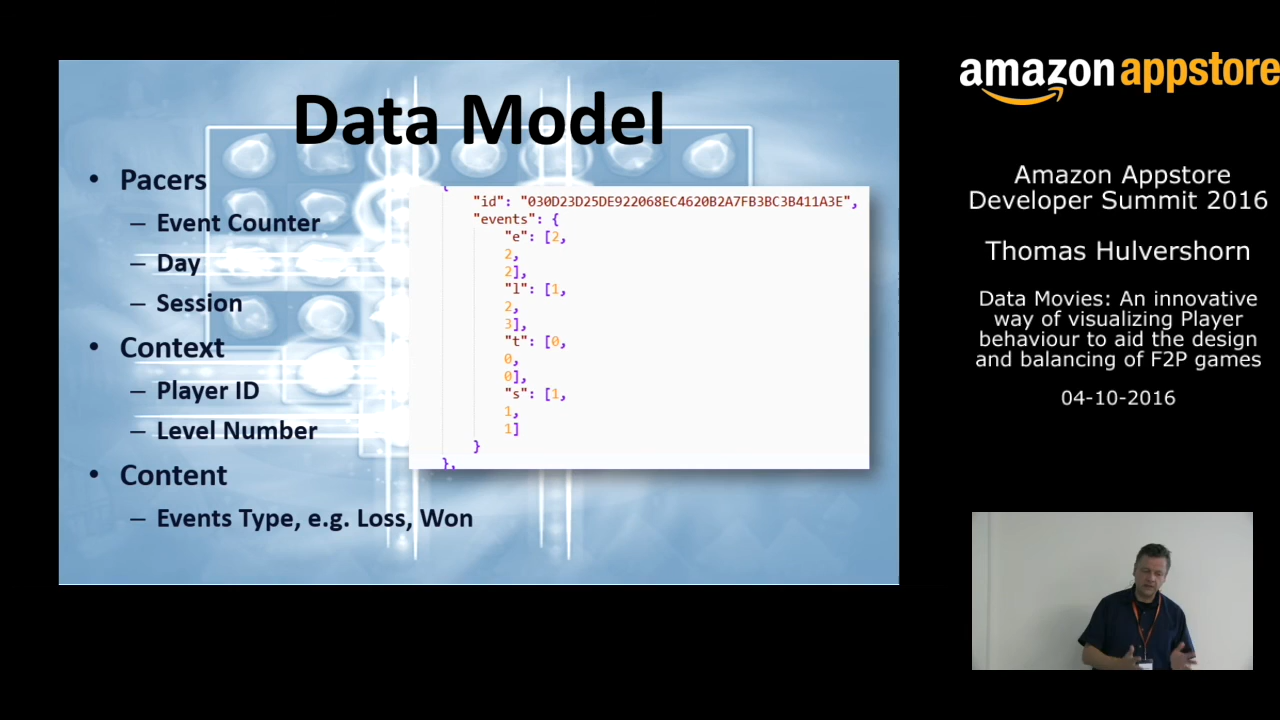 Data Model
• Pacers
– Event Counter
– Day
– Session
• Context
– Player ID
– Level Number
• Content
– Events Type, e.g. Loss, Won
"id": "030D23D25DE922068EC4620B2A7FB3BC3B411A3E",
"events": {
"e": [2,
2,
2],
"l": [1,
2,
3],
"t": [0,
0,
0],
"s": [1,
1,
1]
}
},
amazon appstore
Amazon Appstore
Developer Summit 2016
Thomas Hulvershorn
Data Movies: An innovative
way of visualizing Player
behaviour to aid the design
and balancing of F2P games
04-10-2016